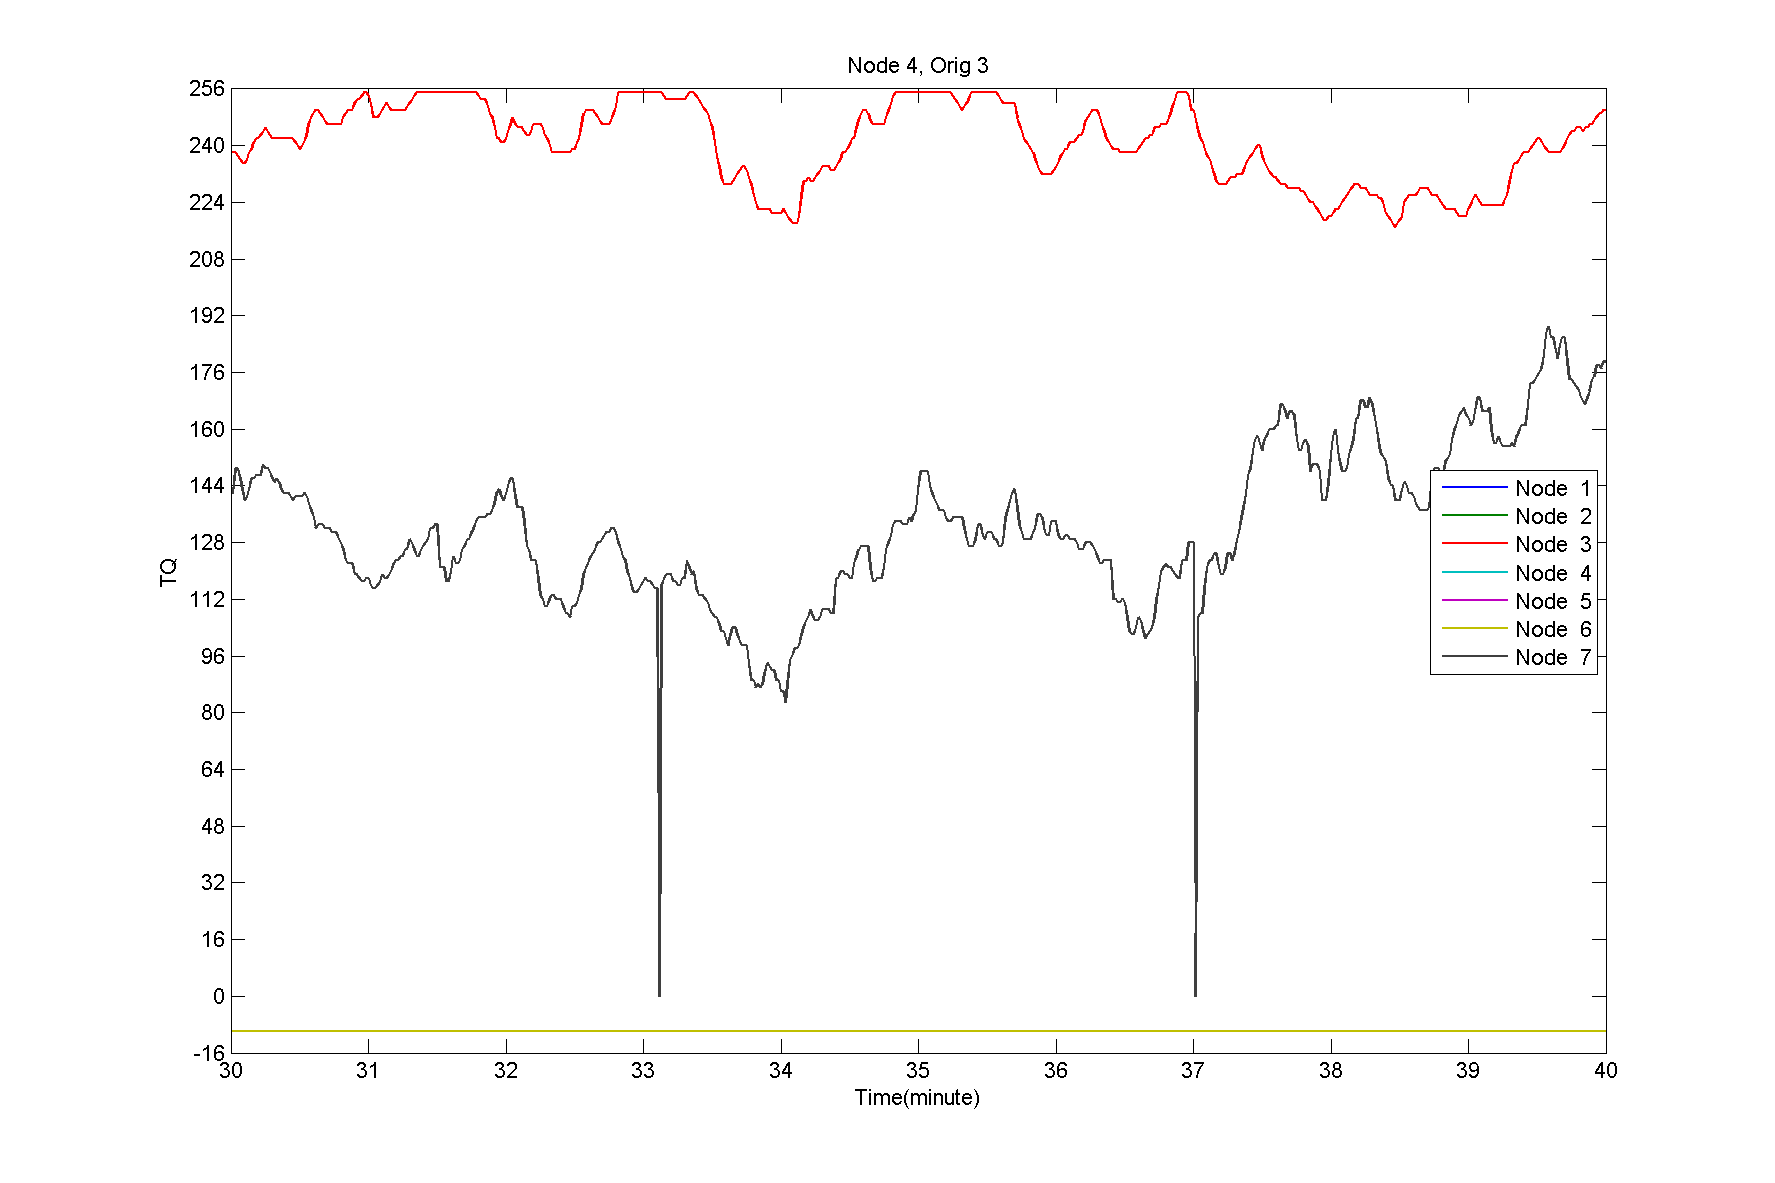 Node 4, Orig 3
256
240
224
208
192
176
160
144
128
112
96
80
64
48
32
16
0
-16
TQ
Node 1
Node 2
Node 3
Node 4
Node 5
Node 6
Node 7
30 31 32 33 34 35 36 37 38 39 40
Time(minute)